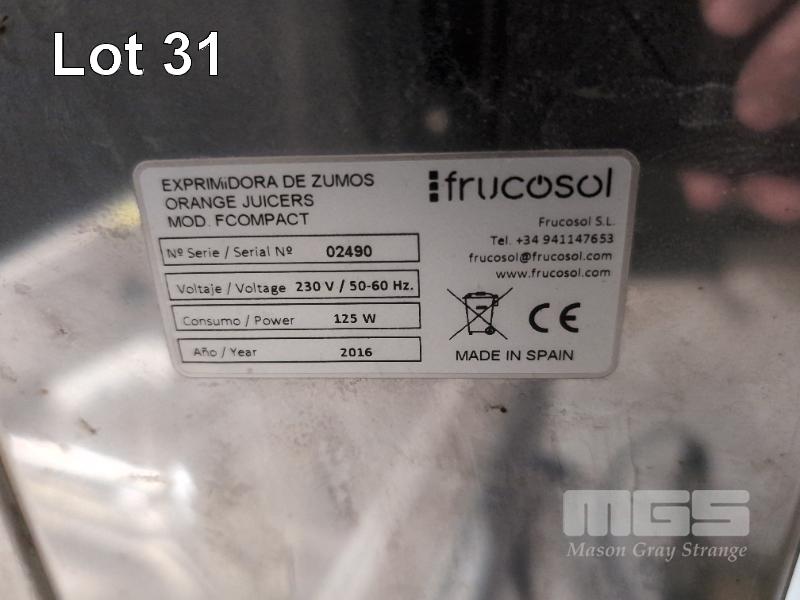 Lot 31
EXPRIMiDORA DE ZUMOS
ORANGE JUICERS
MOD. FCOMPACT
Nº Serie / Serial Nº 02490
Voltaje / Voltage 230 V / 50-60 Hz.
Consumo / Power 125 W
Año / Year 2016
frucosol
Frucosol S.L.
Tel. +34 941147653
frucosol@frucosol.com
www.frucosol.com
CE
MADE IN SPAIN
MGS
Mason Gray Strange